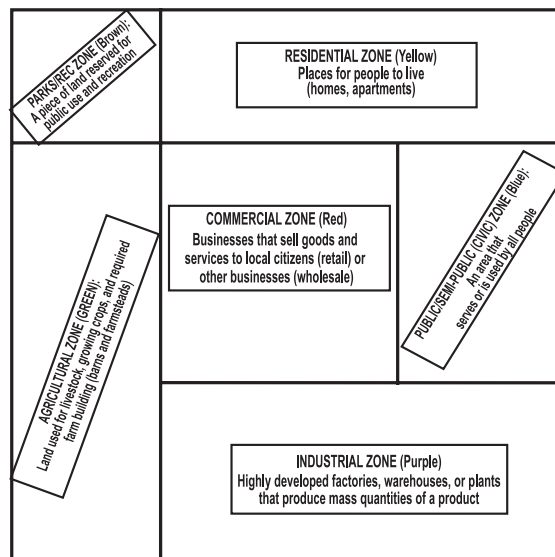 PARKS/REC ZONE (Brown):
A piece of land reserved for
public use and recreation
RESIDENTIAL ZONE (Yellow)
Places for people to live
(homes, apartments)
AGRICULTURAL ZONE (GREEN):
Land used for livestock, growing crops, and required
farm building (barns and farmsteads)
COMMERCIAL ZONE (Red)
Businesses that sell goods and
services to local citizens (retail) or
other businesses (wholesale)
PUBLIC/SEMI-PUBLIC (CIVIC) ZONE (Blue):
An area that
serves or is used by all people
INDUSTRIAL ZONE (Purple)
Highly developed factories, warehouses, or plants
that produce mass quantities of a product